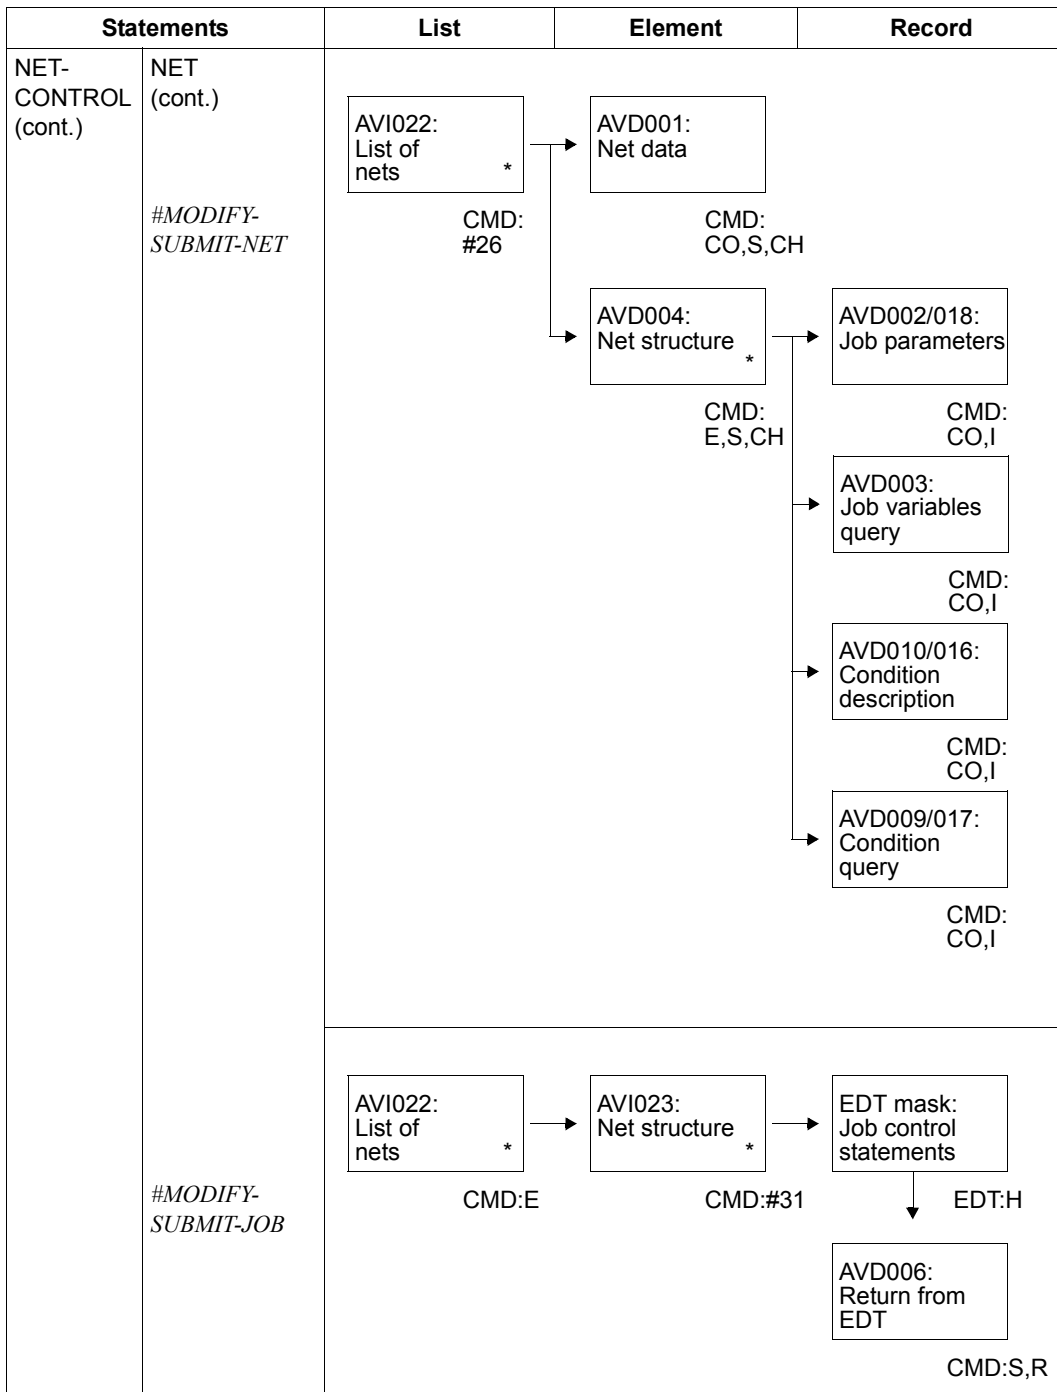 Statements List Element Record
NET-
CONTROL
(cont.)
NET
(cont.)
AVI022:
List of
nets *
AVD001:
Net data
#MODIFY-
SUBMIT-NET
CMD:
#26
CMD:
CO,S,CH
AVD004:
Net structure
*
AVD002/018:
Job parameters
CMD:
E,S,CH
CMD:
CO,I
AVD003:
Job variables
query
CMD:
CO,I
AVD010/016:
Condition
description
CMD:
CO,I
AVD009/017:
Condition
query
CMD:
CO,I
AVI022:
List of
nets *
AVI023:
Net structure
*
EDT mask:
Job control
statements
#MODIFY-
SUBMIT-JOB
CMD:E
CMD:#31
EDT:H
AVD006:
Return from
EDT
CMD:S,R